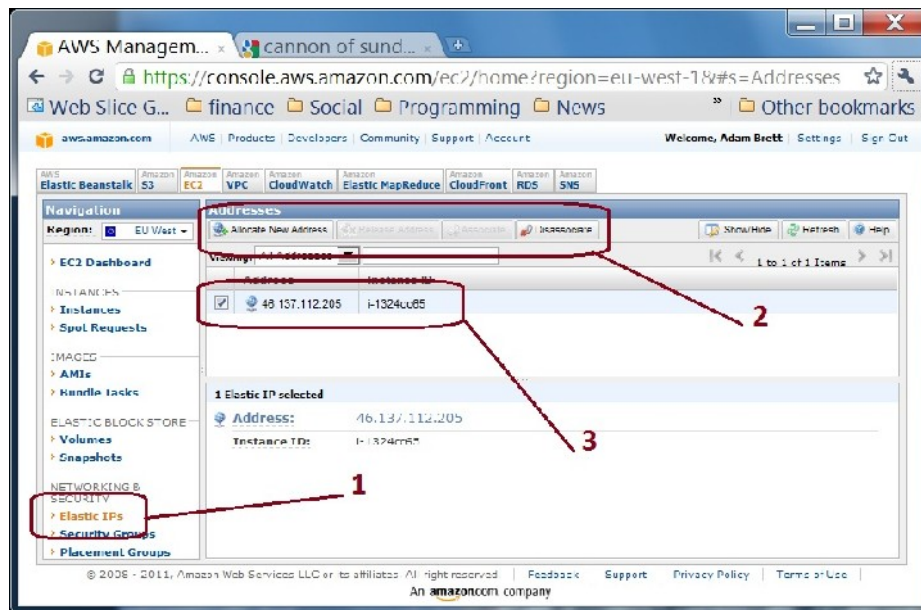 AWS Managem... × cannon of sund... ×
https://console.aws.amazon.com/ec2/home?region=eu-west-1&#s=Addresses
Web Slice G... finance Social Programming News » Other bookmarks
aws.amazon.com AWS | Products | Developers | Community | Support | Account Welcome, Adam Brett | Settings | Sign Out
AWS Amazon Amazon Amazon Amazon Amazon Amazon Amazon Amazon
Elastic Beanstalk S3 EC2 VPC CloudWatch Elastic MapReduce CloudFront RDS SNS
Navigation Addresses
Region: EU West Allocate New Address Release Address Associate Disassociate Show/Hide Refresh Help
Viewing: All Addresses 1 to 1 of 1 Items
EC2 Dashboard
Address Instance ID
2
INSTANCES
46.137.112.205
Instances
Spot Requests
IMAGES
AMIs
Bundle Tasks
1 Elastic IP selected
ELASTIC BLOCK STORE
Address: 46.137.112.205
Volumes
Instance ID:
3
Snapshots
NETWORKING &
SECURITY
1
Elastic IPs
Security Groups
Placement Groups
© 2008 - 2011, Amazon Web Services LLC or its affiliates. All right reserved. | Feedback Support Privacy Policy | Terms of Use |
An amazon.com company